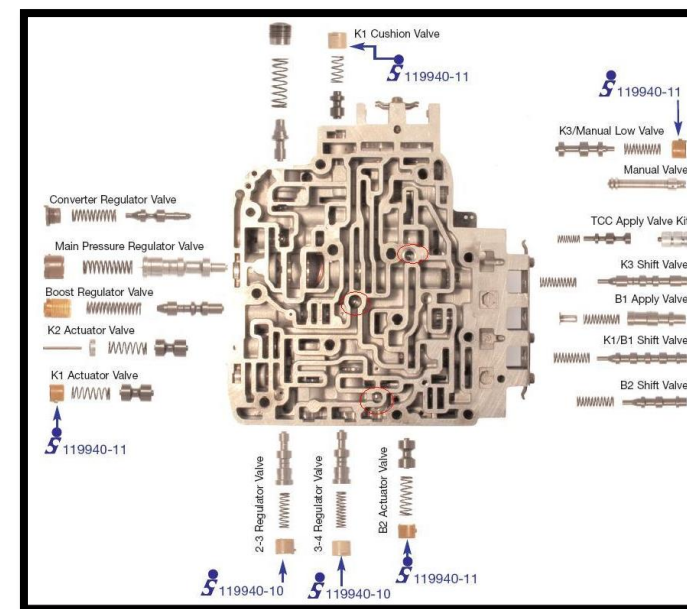 K1 Cushion Valve
119940-11
119940-11
K3/Manual Low Valve
Manual Valve
Converter Regulator Valve
TCC Apply Valve Kit
Main Pressure Regulator Valve
K3 Shift Valve
Boost Regulator Valve
B1 Apply Valve
K2 Actuator Valve
K1/B1 Shift Valve
K1 Actuator Valve
B2 Shift Valve
119940-11
2-3 Regulator Valve
3-4 Regulator Valve
B2 Actuator Valve
119940-10
119940-10
119940-11